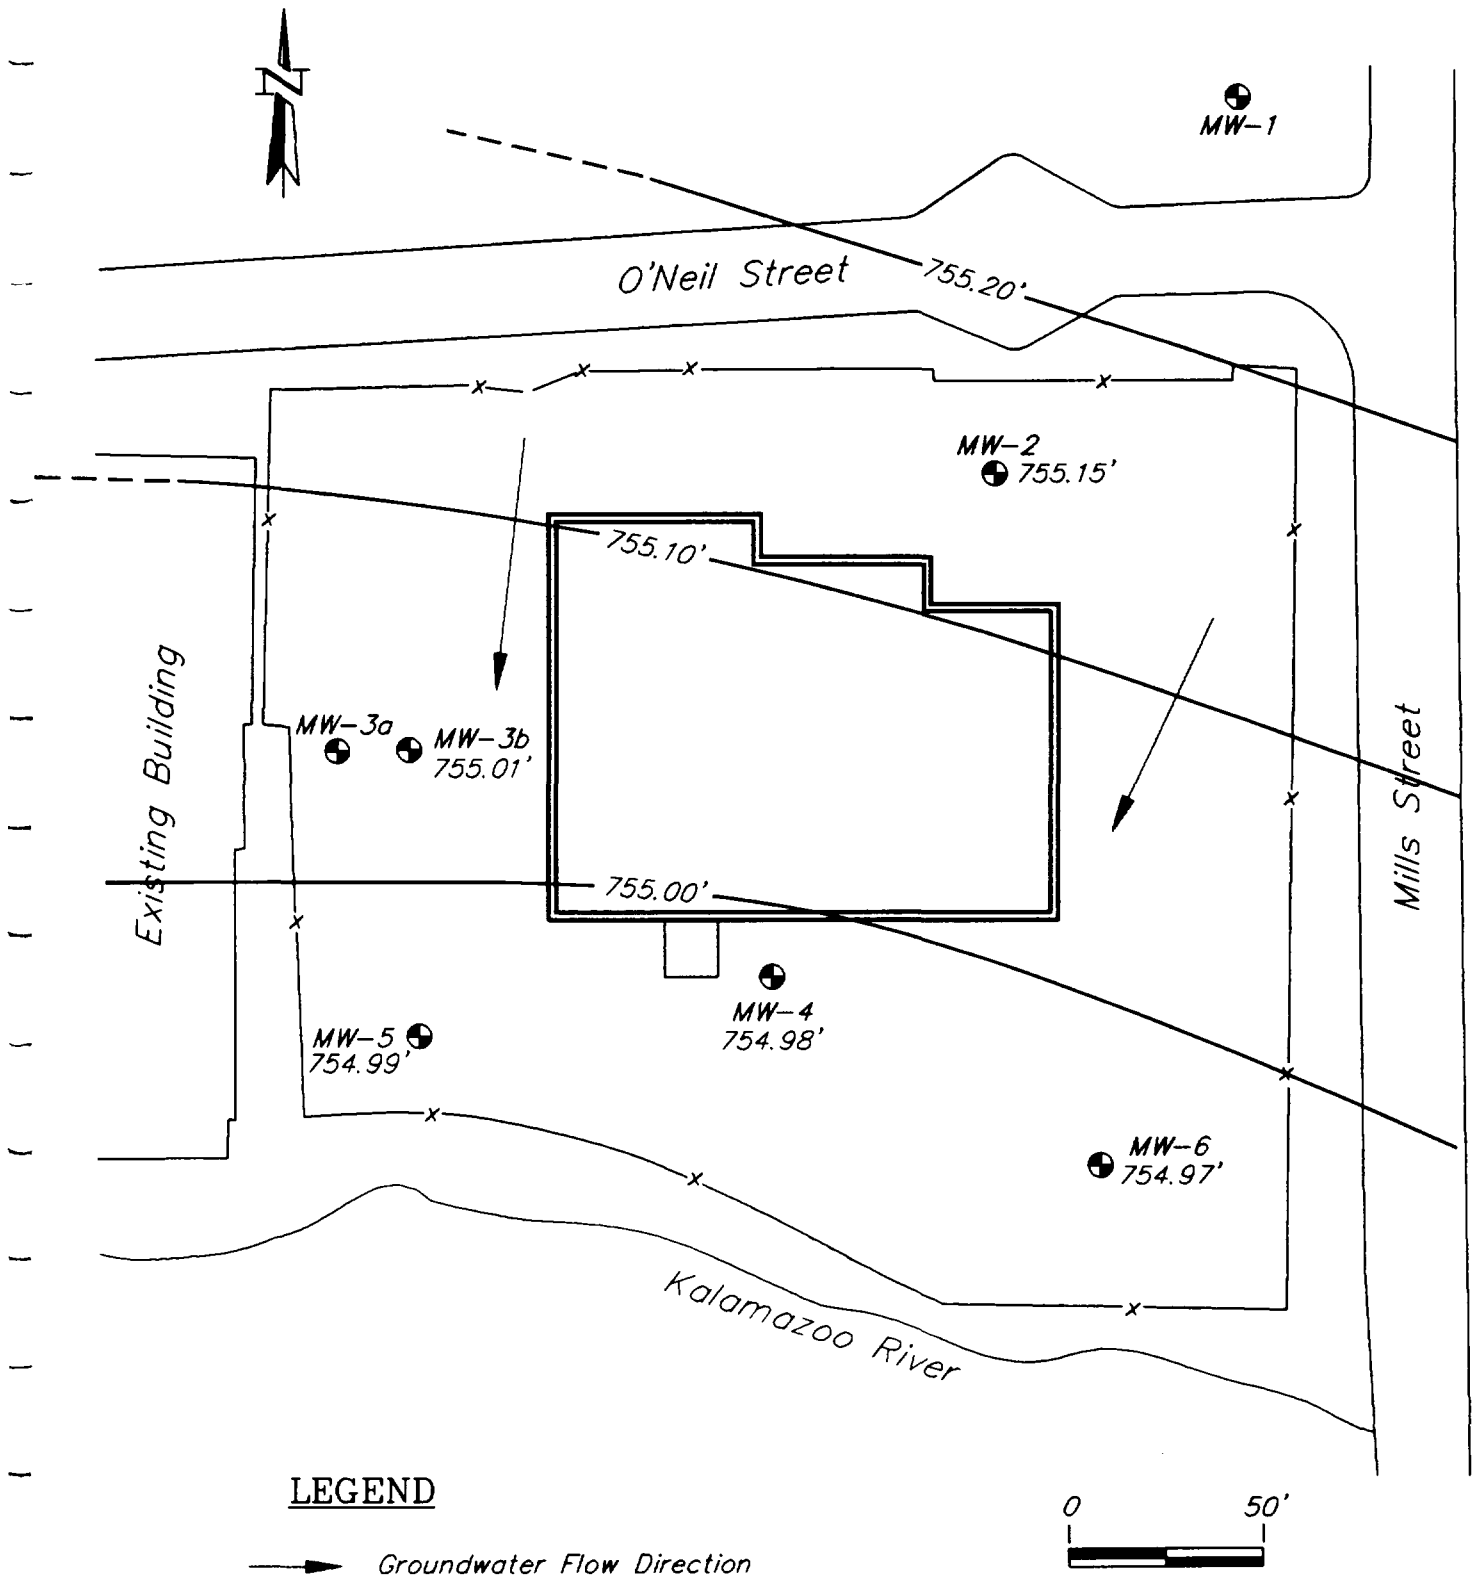 N
MW-1
O'Neil Street
755.20'
MW-2
755.15'
755.10'
Existing Building
MW-3a
MW-3b
755.01'
Mills Street
755.00'
MW-4
754.98'
MW-5
754.99'
MW-6
754.97'
Kalamazoo River
LEGEND
0 50'
Groundwater Flow Direction